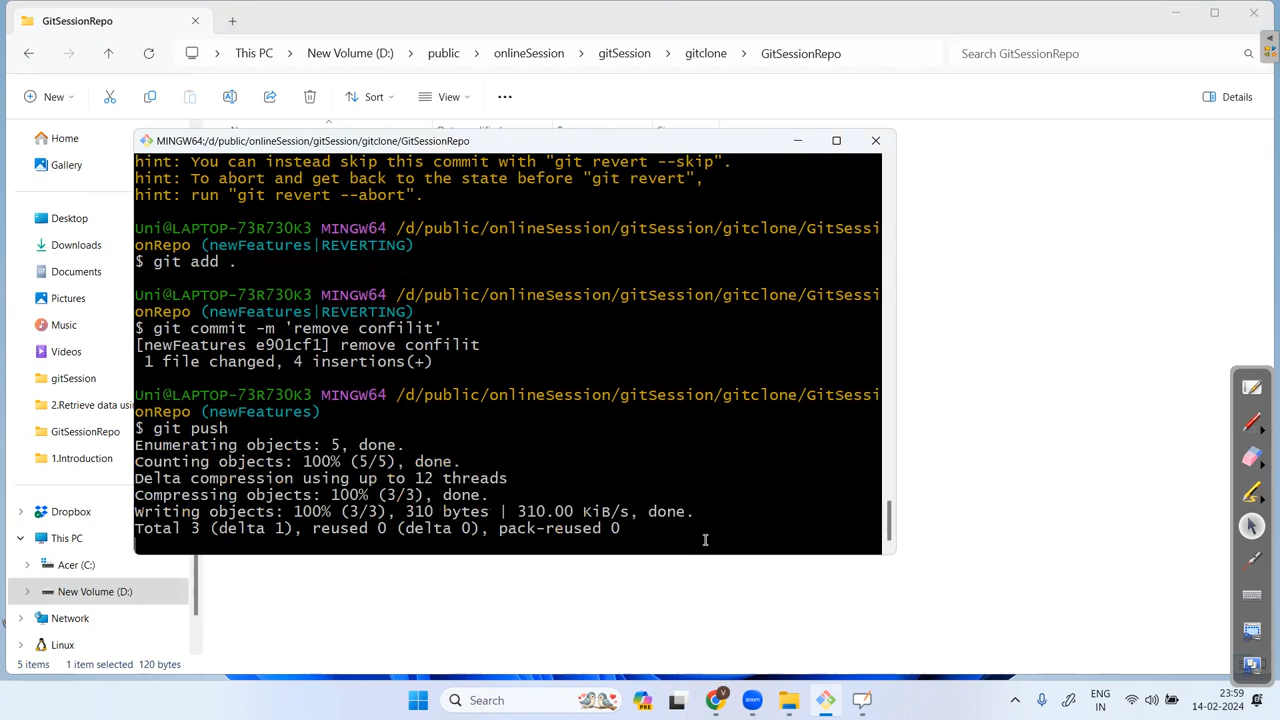 GitSessionRepo
This PC
New Volume (D:)
public
onlineSession
gitSession
gitclone
GitSessionRepo
Search GitSessionRepo
New
Sort
View
Details
Home
Gallery
Desktop
Downloads
Documents
Pictures
Music
Videos
gitSession
2.Retrieve data usin
GitSessionRepo
1.Introduction
Dropbox
This PC
Acer (C:)
New Volume (D:)
Network
Linux
5 items
1 item selected 120 bytes
MINGW64:/d/public/onlineSession/gitSession/gitclone/GitSessionRepo
hint: You can instead skip this commit with "git revert --skip".
hint: To abort and get back to the state before "git revert",
hint: run "git revert --abort".
Uni@LAPTOP-73R730K3 MINGW64 /d/public/onlineSession/gitSession/gitclone/GitSessi
onRepo (newFeatures|REVERTING)
$ git add .
Uni@LAPTOP-73R730K3 MINGW64 /d/public/onlineSession/gitSession/gitclone/GitSessi
onRepo (newFeatures|REVERTING)
$ git commit -m 'remove confilit'
[newFeatures e901cf1] remove confilit
1 file changed, 4 insertions(+)
Uni@LAPTOP-73R730K3 MINGW64 /d/public/onlineSession/gitSession/gitclone/GitSessi
onRepo (newFeatures)
$ git push
Enumerating objects: 5, done.
Counting objects: 100% (5/5), done.
Delta compression using up to 12 threads
Compressing objects: 100% (3/3), done.
Writing objects: 100% (3/3), 310 bytes | 310.00 KiB/s, done.
Total 3 (delta 1), reused 0 (delta 0), pack-reused 0
Search
PRE
zoom
V
ENG
IN
23:59
14-02-2024